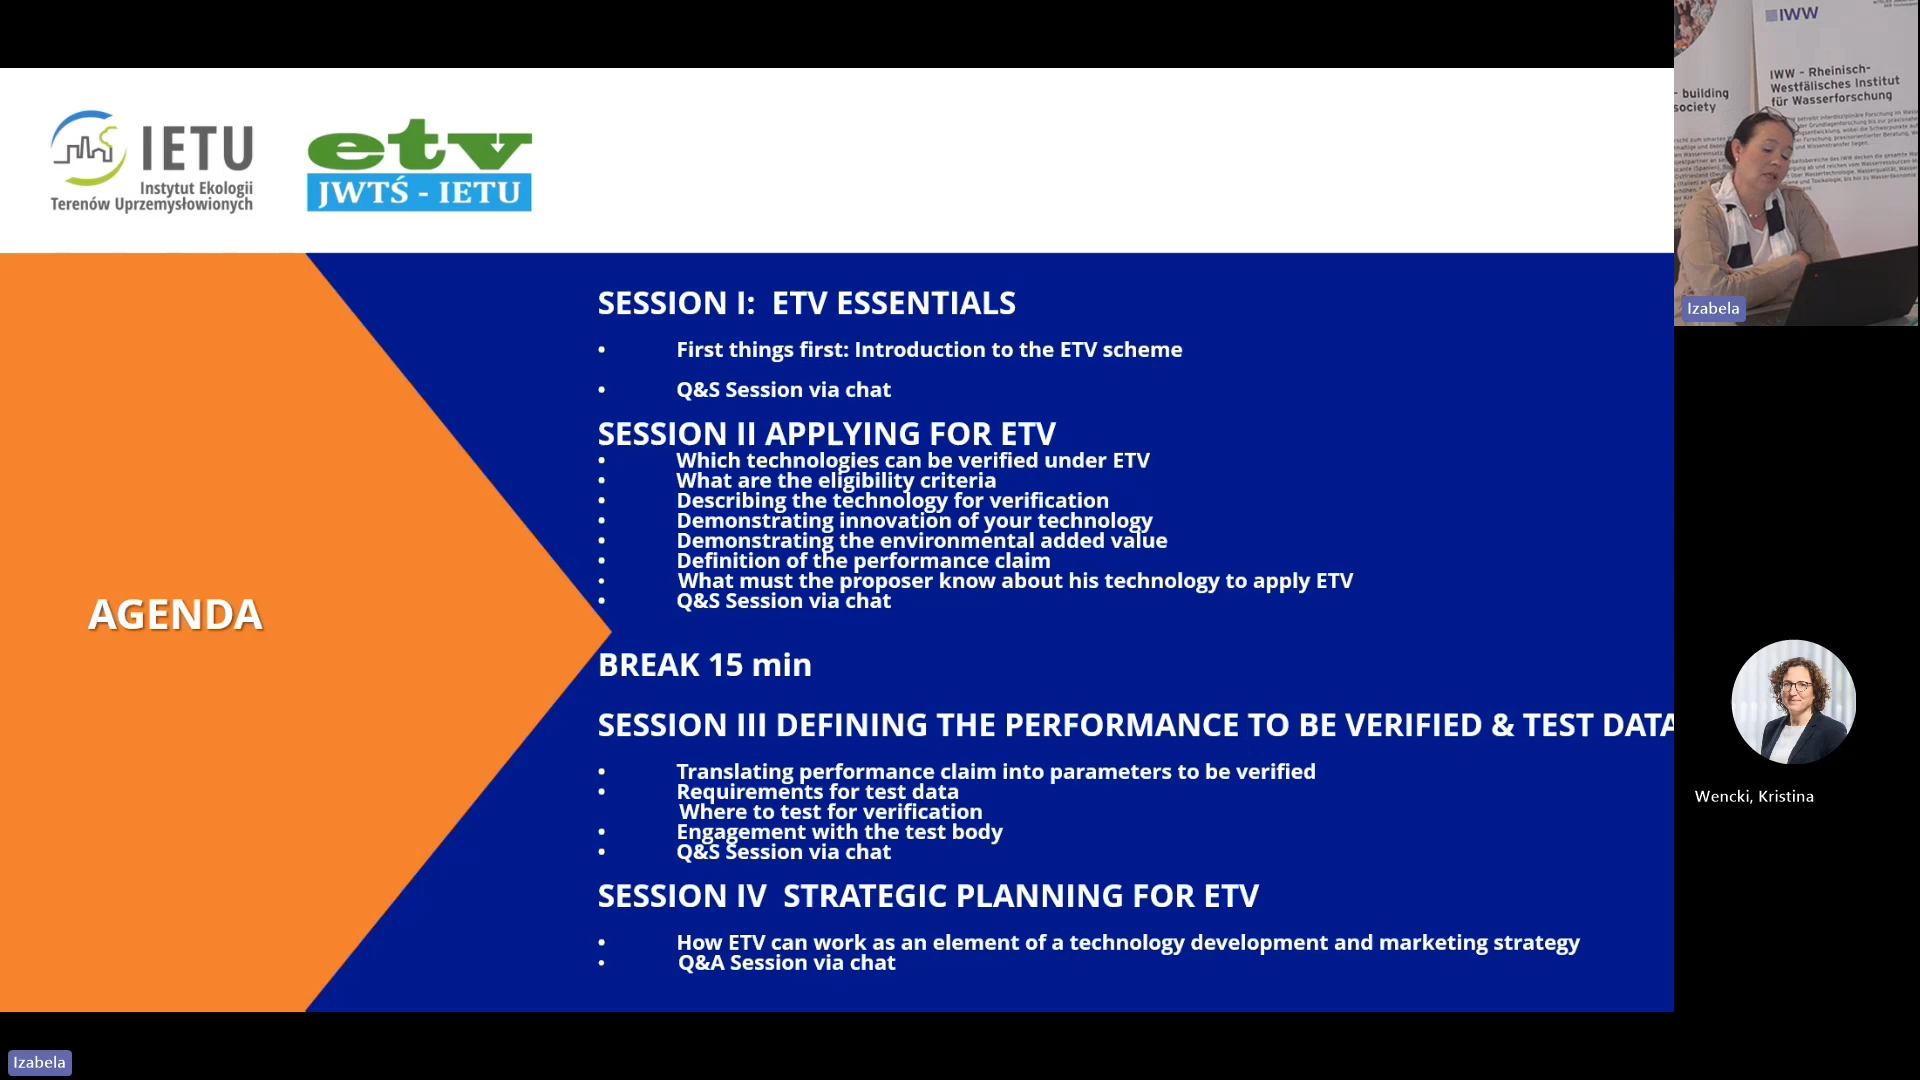 IETU
Instytut Ekologii
Terenów Uprzemysłowionych
etv
JWTŚ - IETU
AGENDA
SESSION I:  ETV ESSENTIALS
• First things first: Introduction to the ETV scheme
• Q&S Session via chat
SESSION II APPLYING FOR ETV
• Which technologies can be verified under ETV
• What are the eligibility criteria
• Describing the technology for verification
• Demonstrating innovation of your technology
• Demonstrating the environmental added value
• Definition of the performance claim
• What must the proposer know about his technology to apply ETV
• Q&S Session via chat
BREAK 15 min
SESSION III DEFINING THE PERFORMANCE TO BE VERIFIED & TEST DATA
• Translating performance claim into parameters to be verified
• Requirements for test data
Where to test for verification
• Engagement with the test body
• Q&S Session via chat
SESSION IV  STRATEGIC PLANNING FOR ETV
• How ETV can work as an element of a technology development and marketing strategy
• Q&A Session via chat
IWW
IWW - Rheinisch-
Westfälisches Institut
für Wasserforschung
- building
society
Izabela
Wencki, Kristina
Izabela